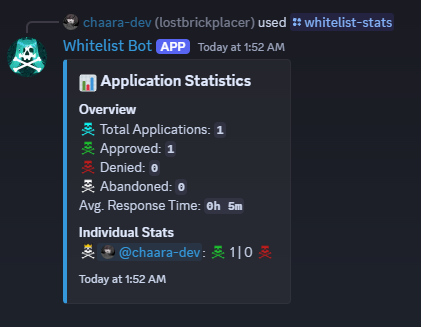 chaara-dev (lostbrickplacer) used whitelist-stats
Whitelist Bot APP Today at 1:52 AM
Application Statistics
Overview
Total Applications: 1
Approved: 1
Denied: 0
Abandoned: 0
Avg. Response Time: 0h 5m
Individual Stats
@chaara-dev: 1 | 0
Today at 1:52 AM